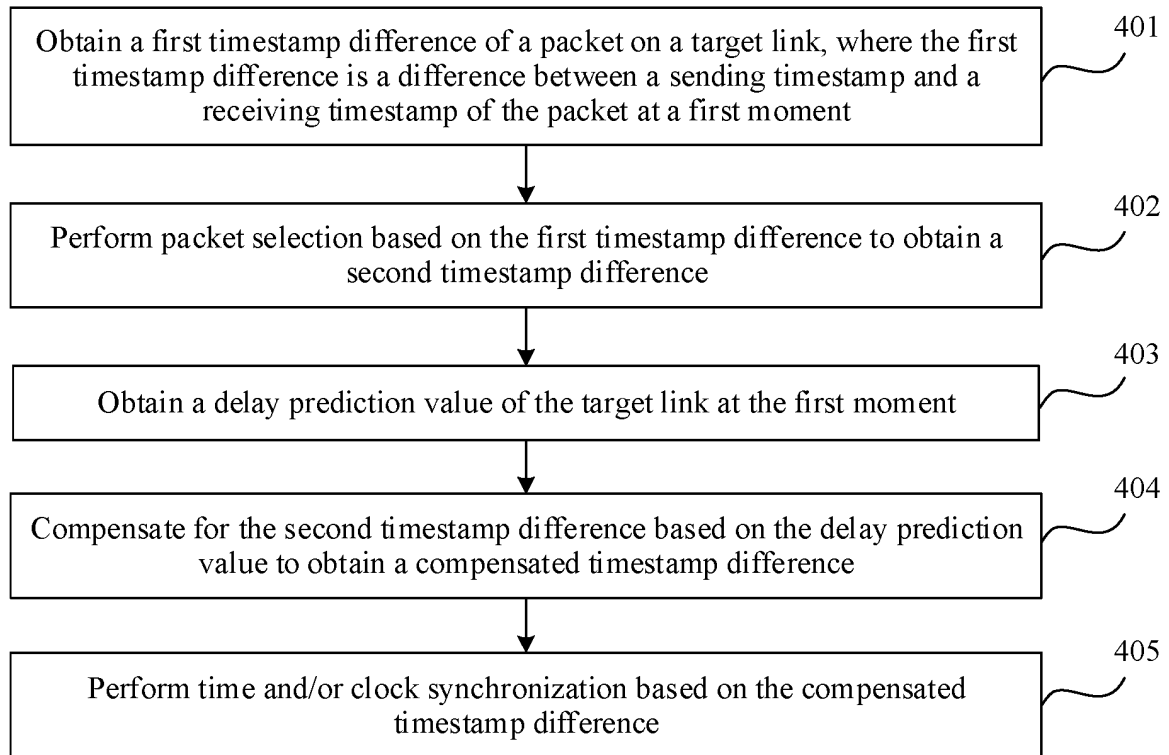 Obtain a first timestamp difference of a packet on a target link, where the first
timestamp difference is a difference between a sending timestamp and a
receiving timestamp of the packet at a first moment
401
Perform packet selection based on the first timestamp difference to obtain a
second timestamp difference
402
Obtain a delay prediction value of the target link at the first moment
403
Compensate for the second timestamp difference based on the delay prediction
value to obtain a compensated timestamp difference
404
Perform time and/or clock synchronization based on the compensated
timestamp difference
405